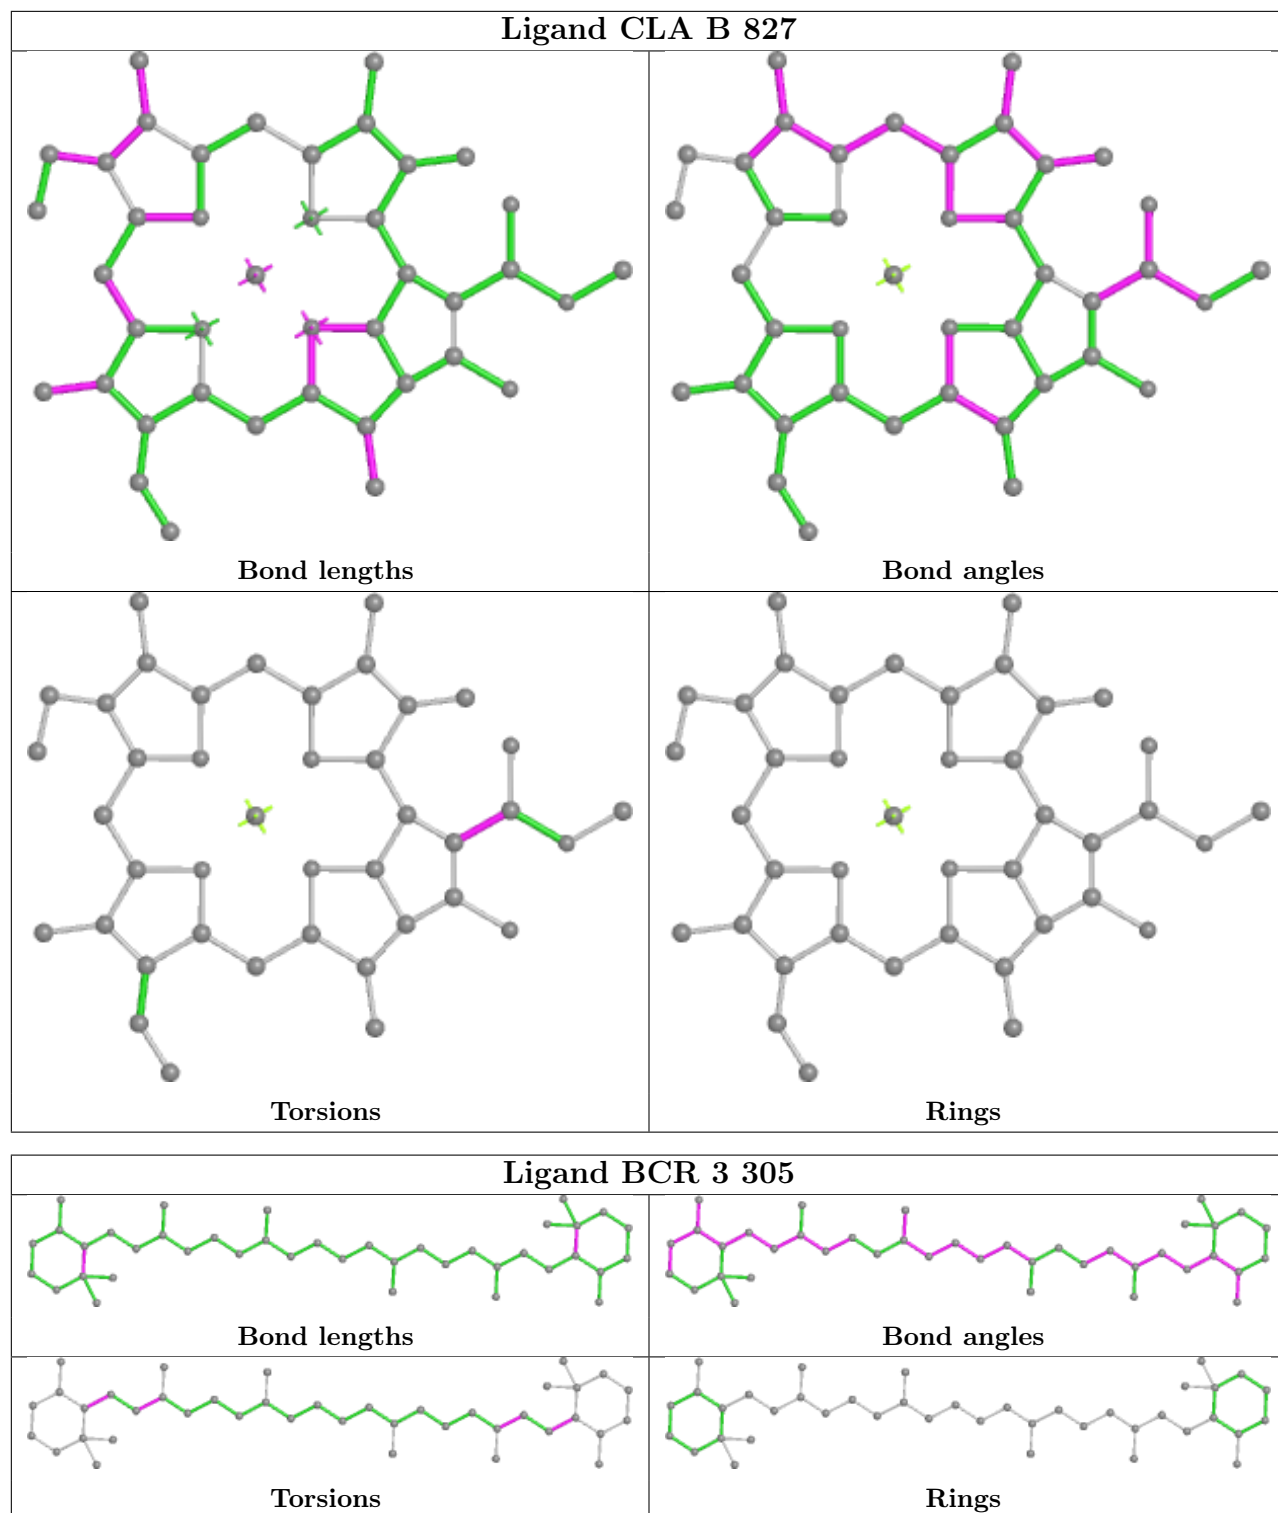 Ligand CLA B 827
Bond lengths
Bond angles
Torsions
Rings
Ligand BCR 3 305
Bond lengths
Bond angles
Torsions
Rings